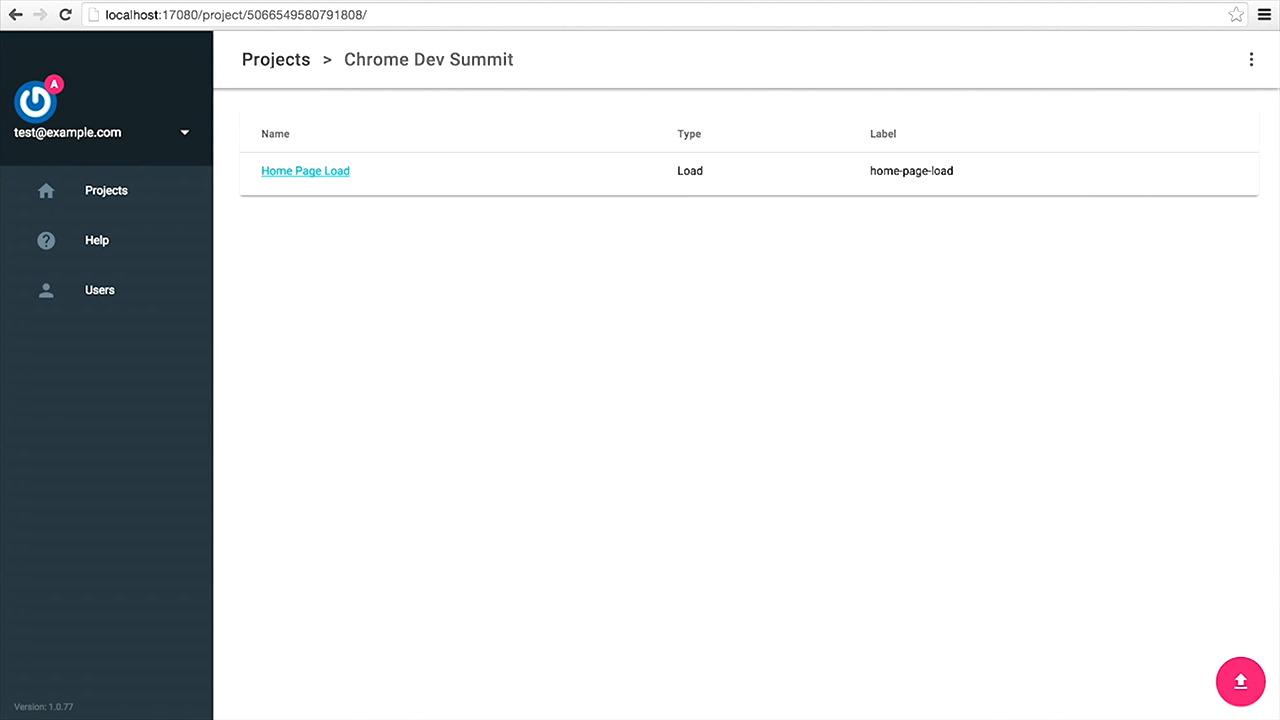 localhost:17080/project/5066549580791808/
A
test@example.com
Projects
Help
Users
Version: 1.0.77
Projects > Chrome Dev Summit
Name Type Label
Home Page Load Load home-page-load